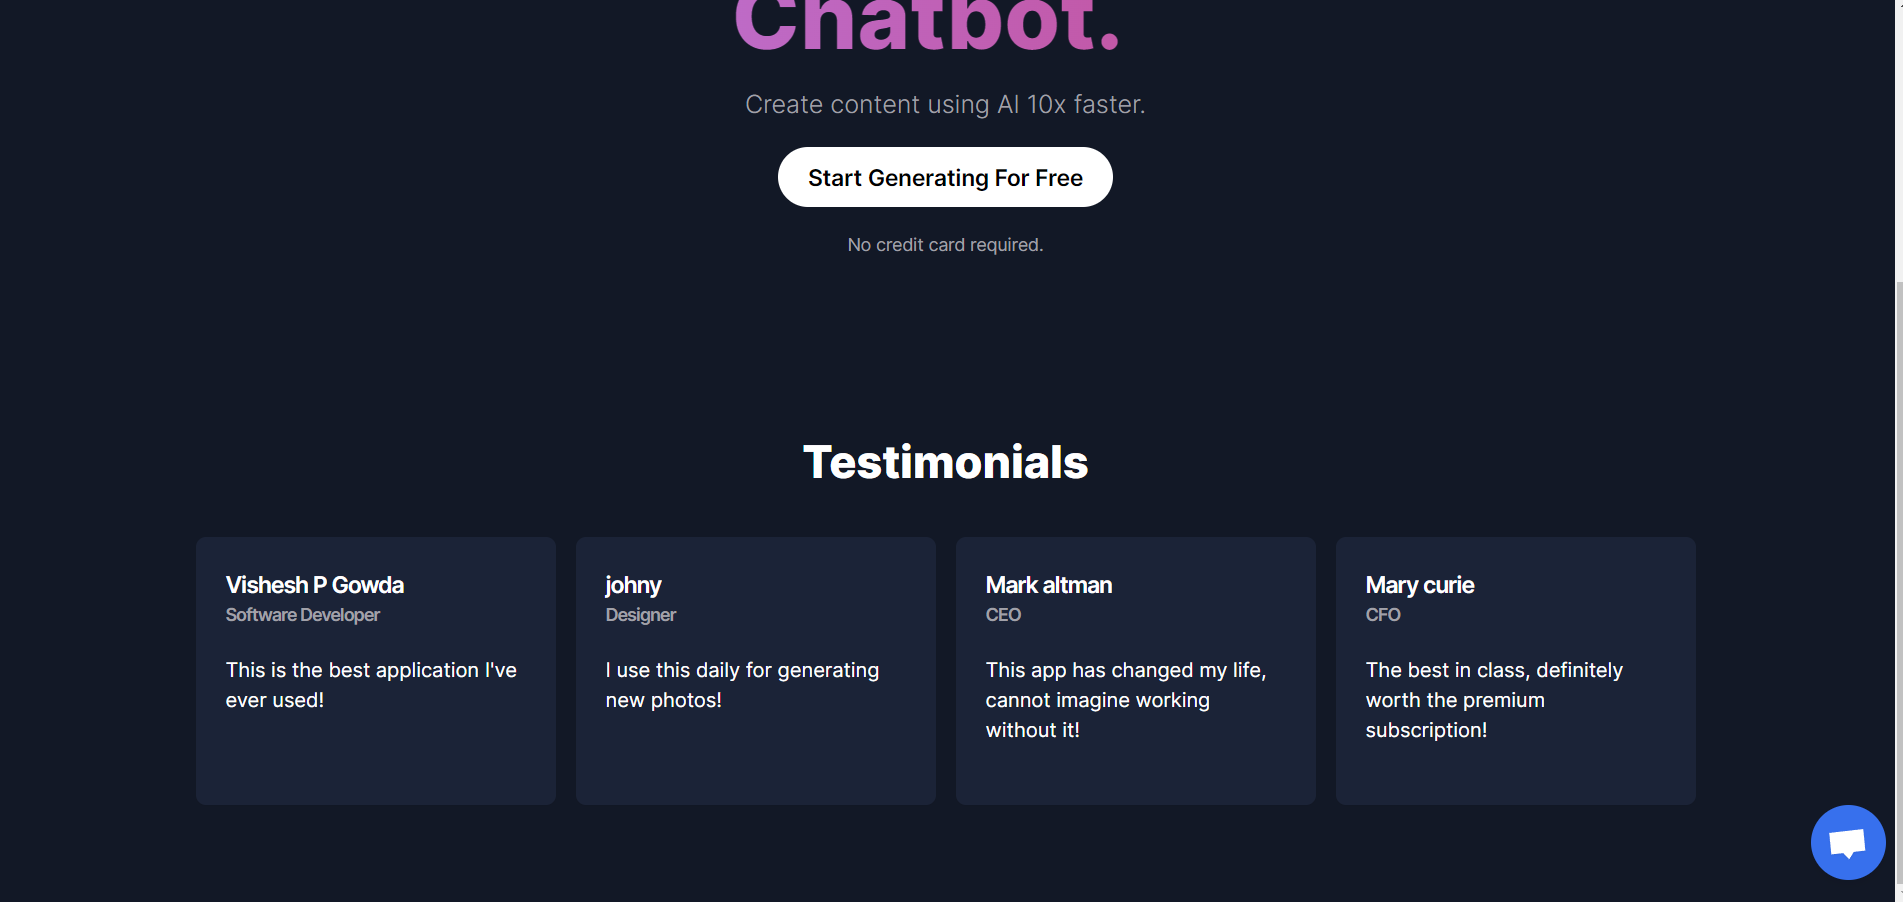 Chatbot.
Create content using AI 10x faster.
Start Generating For Free
No credit card required.
Testimonials
Vishesh P Gowda
Software Developer
This is the best application I've
ever used!
johny
Designer
I use this daily for generating
new photos!
Mark altman
CEO
This app has changed my life,
cannot imagine working
without it!
Mary curie
CFO
The best in class, definitely
worth the premium
subscription!